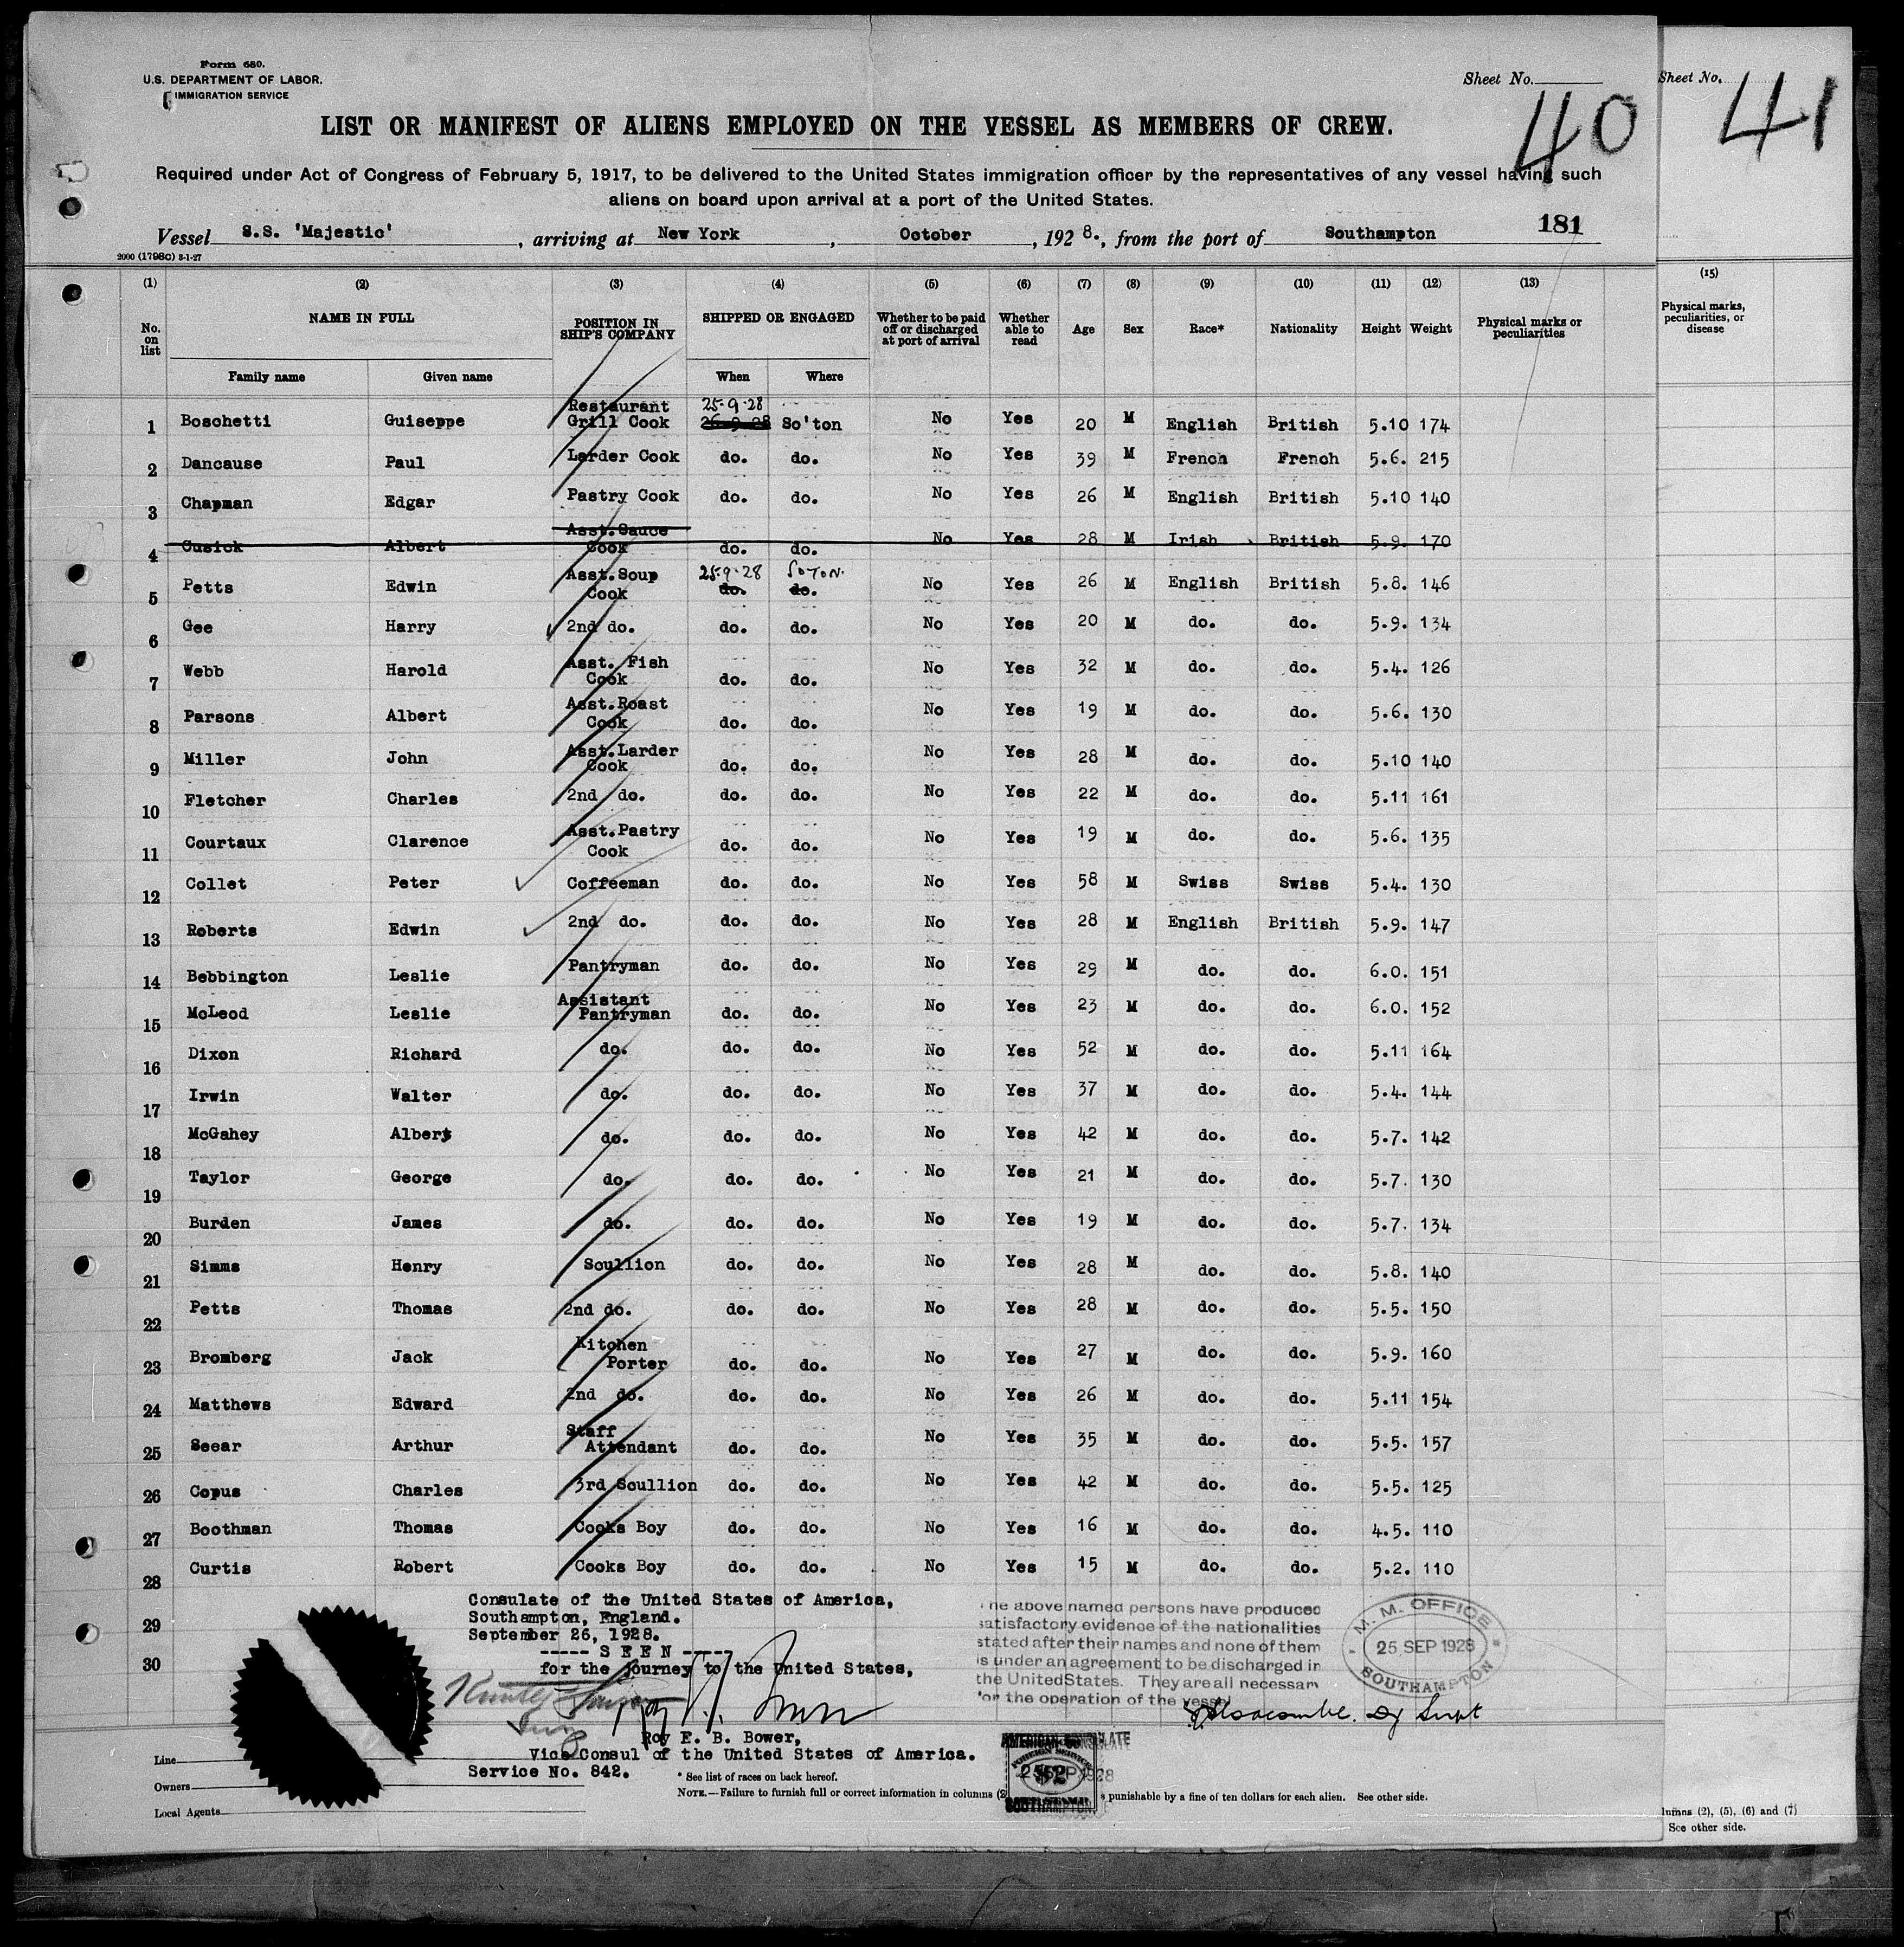 Form 680.
U.S. DEPARTMENT OF LABOR.
IMMIGRATION SERVICE
Sheet No.
40
Sheet No.
41
LIST OR MANIFEST OF ALIENS EMPLOYED ON THE VESSEL AS MEMBERS OF CREW.
Required under Act of Congress of February 5, 1917, to be delivered to the United States immigration officer by the representatives of any vessel having such
aliens on board upon arrival at a port of the United States.
181
Vessel S.S. 'Majestic', arriving at New York, October, 1928., from the port of Southampton
2000 (1798C) 3-1-27
(1) (2) (3) (4) (5) (6) (7) (8) (9) (10) (11) (12) (13) (15)
No. on list NAME IN FULL POSITION IN SHIP'S COMPANY SHIPPED OR ENGAGED Whether to be paid off or discharged at port of arrival Whether able to read Age Sex Race* Nationality Height Weight Physical marks or peculiarities Physical marks, peculiarities, or disease
Family name Given name When Where
1 Boschetti Guiseppe Restaurant Grill Cook 25-9-28 26-9-28 So'ton No Yes 20 M English British 5.10 174
2 Dancause Paul Larder Cook do. do. No Yes 39 M French French 5.6. 215
3 Chapman Edgar Pastry Cook do. do. No Yes 26 M English British 5.10 140
4 Cusick Albert Asst.Sauce Cook do. do. No Yes 28 M Irish British 5.9. 170
5 Petts Edwin Asst.Soup Cook 25-9-28 do. SoTon. do. No Yes 26 M English British 5.8. 146
6 Gee Harry 2nd do. do. do. No Yes 20 M do. do. 5.9. 134
7 Webb Harold Asst. Fish Cook do. do. No Yes 32 M do. do. 5.4. 126
8 Parsons Albert Asst.Roast Cook do. do. No Yes 19 M do. do. 5.6. 130
9 Miller John Asst.Larder Cook do. do. No Yes 28 M do. do. 5.10 140
10 Fletcher Charles 2nd do. do. do. No Yes 22 M do. do. 5.11 161
11 Courtaux Clarence Asst.Pastry Cook do. do. No Yes 19 M do. do. 5.6. 135
12 Collet Peter Coffeeman do. do. No Yes 58 M Swiss Swiss 5.4. 130
13 Roberts Edwin 2nd do. do. do. No Yes 28 M English British 5.9. 147
14 Bebbington Leslie Pantryman do. do. No Yes 29 M do. do. 6.0. 151
15 McLeod Leslie Assistant Pantryman do. do. No Yes 23 M do. do. 6.0. 152
16 Dixon Richard do. do. do. No Yes 52 M do. do. 5.11 164
17 Irwin Walter do. do. do. No Yes 37 M do. do. 5.4. 144
18 McGahey Albert do. do. do. No Yes 42 M do. do. 5.7. 142
19 Taylor George do. do. do. No Yes 21 M do. do. 5.7. 130
20 Burden James do. do. do. No Yes 19 M do. do. 5.7. 134
21 Simms Henry Scullion do. do. No Yes 28 M do. do. 5.8. 140
22 Petts Thomas 2nd do. do. do. No Yes 28 M do. do. 5.5. 150
23 Bromberg Jack Kitchen Porter do. do. No Yes 27 M do. do. 5.9. 160
24 Matthews Edward 2nd do. do. do. No Yes 26 M do. do. 5.11 154
25 Seear Arthur Staff Attendant do. do. No Yes 35 M do. do. 5.5. 157
26 Copus Charles 3rd Scullion do. do. No Yes 42 M do. do. 5.5. 125
27 Boothman Thomas Cooks Boy do. do. No Yes 16 M do. do. 4.5. 110
28 Curtis Robert Cooks Boy do. do. No Yes 15 M do. do. 5.2. 110
29
30
Consulate of the United States of America,
Southampton, England.
September 26, 1928.
----- S E E N -----
for the journey to the United States,
Roy E. B. Bower,
Vice Consul of the United States of America.
Service No. 842.
The above named persons have produced
satisfactory evidence of the nationalities
stated after their names and none of them
is under an agreement to be discharged in
the United States. They are all necessary
for the operation of the vessel
M. M. OFFICE
25 SEP 1928
SOUTHAMPTON
Dy Supt
Line
Owners
Local Agents
AMERICAN CONSULATE
FOREIGN SERVICE
$2
SOUTHAMPTON
* See list of races on back hereof.
NOTE.—Failure to furnish full or correct information in columns (2 s punishable by a fine of ten dollars for each alien. See other side.
lumns (2), (5), (6) and (7)
See other side.